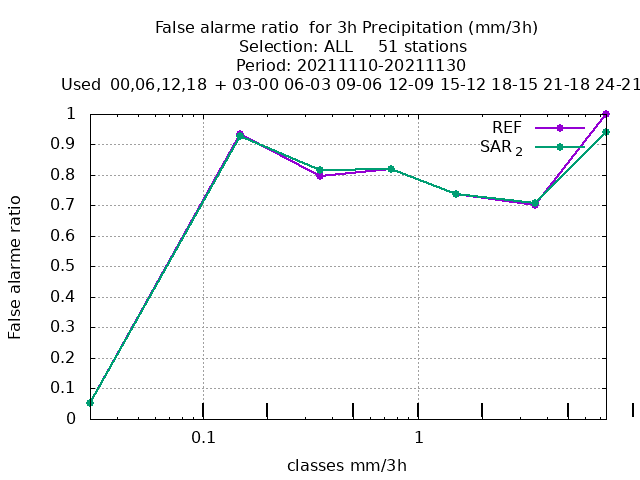 False alarme ratio  for 3h Precipitation (mm/3h)
Selection: ALL     51 stations
Period: 20211110-20211130
Used  00,06,12,18  + 03-00 06-03 09-06 12-09 15-12 18-15 21-18 24-21
REF
SAR 2
1
0.9
0.8
0.7
0.6
0.5
0.4
0.3
0.2
0.1
0
False alarme ratio
0.1
1
classes mm/3h